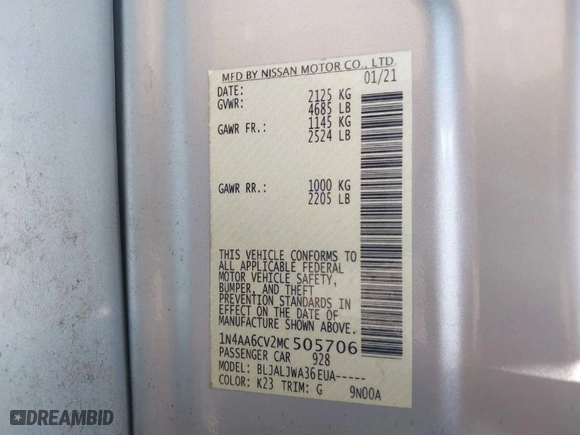 MFD BY NISSAN MOTOR CO., LTD.
DATE: 01/21
GVWR: 2125 KG
4685 LB
GAWR FR.: 1145 KG
2524 LB
GAWR RR.: 1000 KG
2205 LB
THIS VEHICLE CONFORMS TO
ALL APPLICABLE FEDERAL
MOTOR VEHICLE SAFETY,
BUMPER, AND THEFT
PREVENTION STANDARDS IN
EFFECT ON THE DATE OF
MANUFACTURE SHOWN ABOVE.
1N4AA6CV2MC505706
PASSENGER CAR 928
MODEL: BLJALJWA36EUA-----
COLOR: K23 TRIM: G 9N00A
DREAMBID